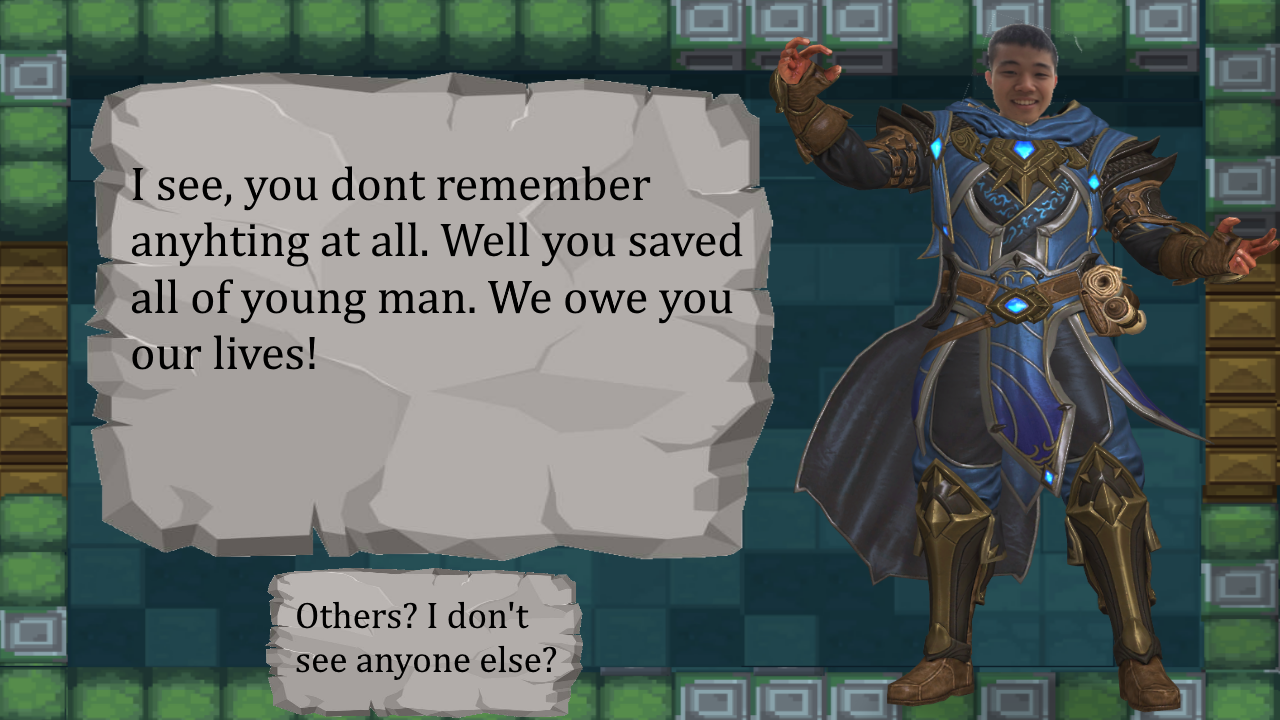 I see, you dont remember
anyhting at all. Well you saved
all of young man. We owe you
our lives!
Others? I don't
see anyone else?